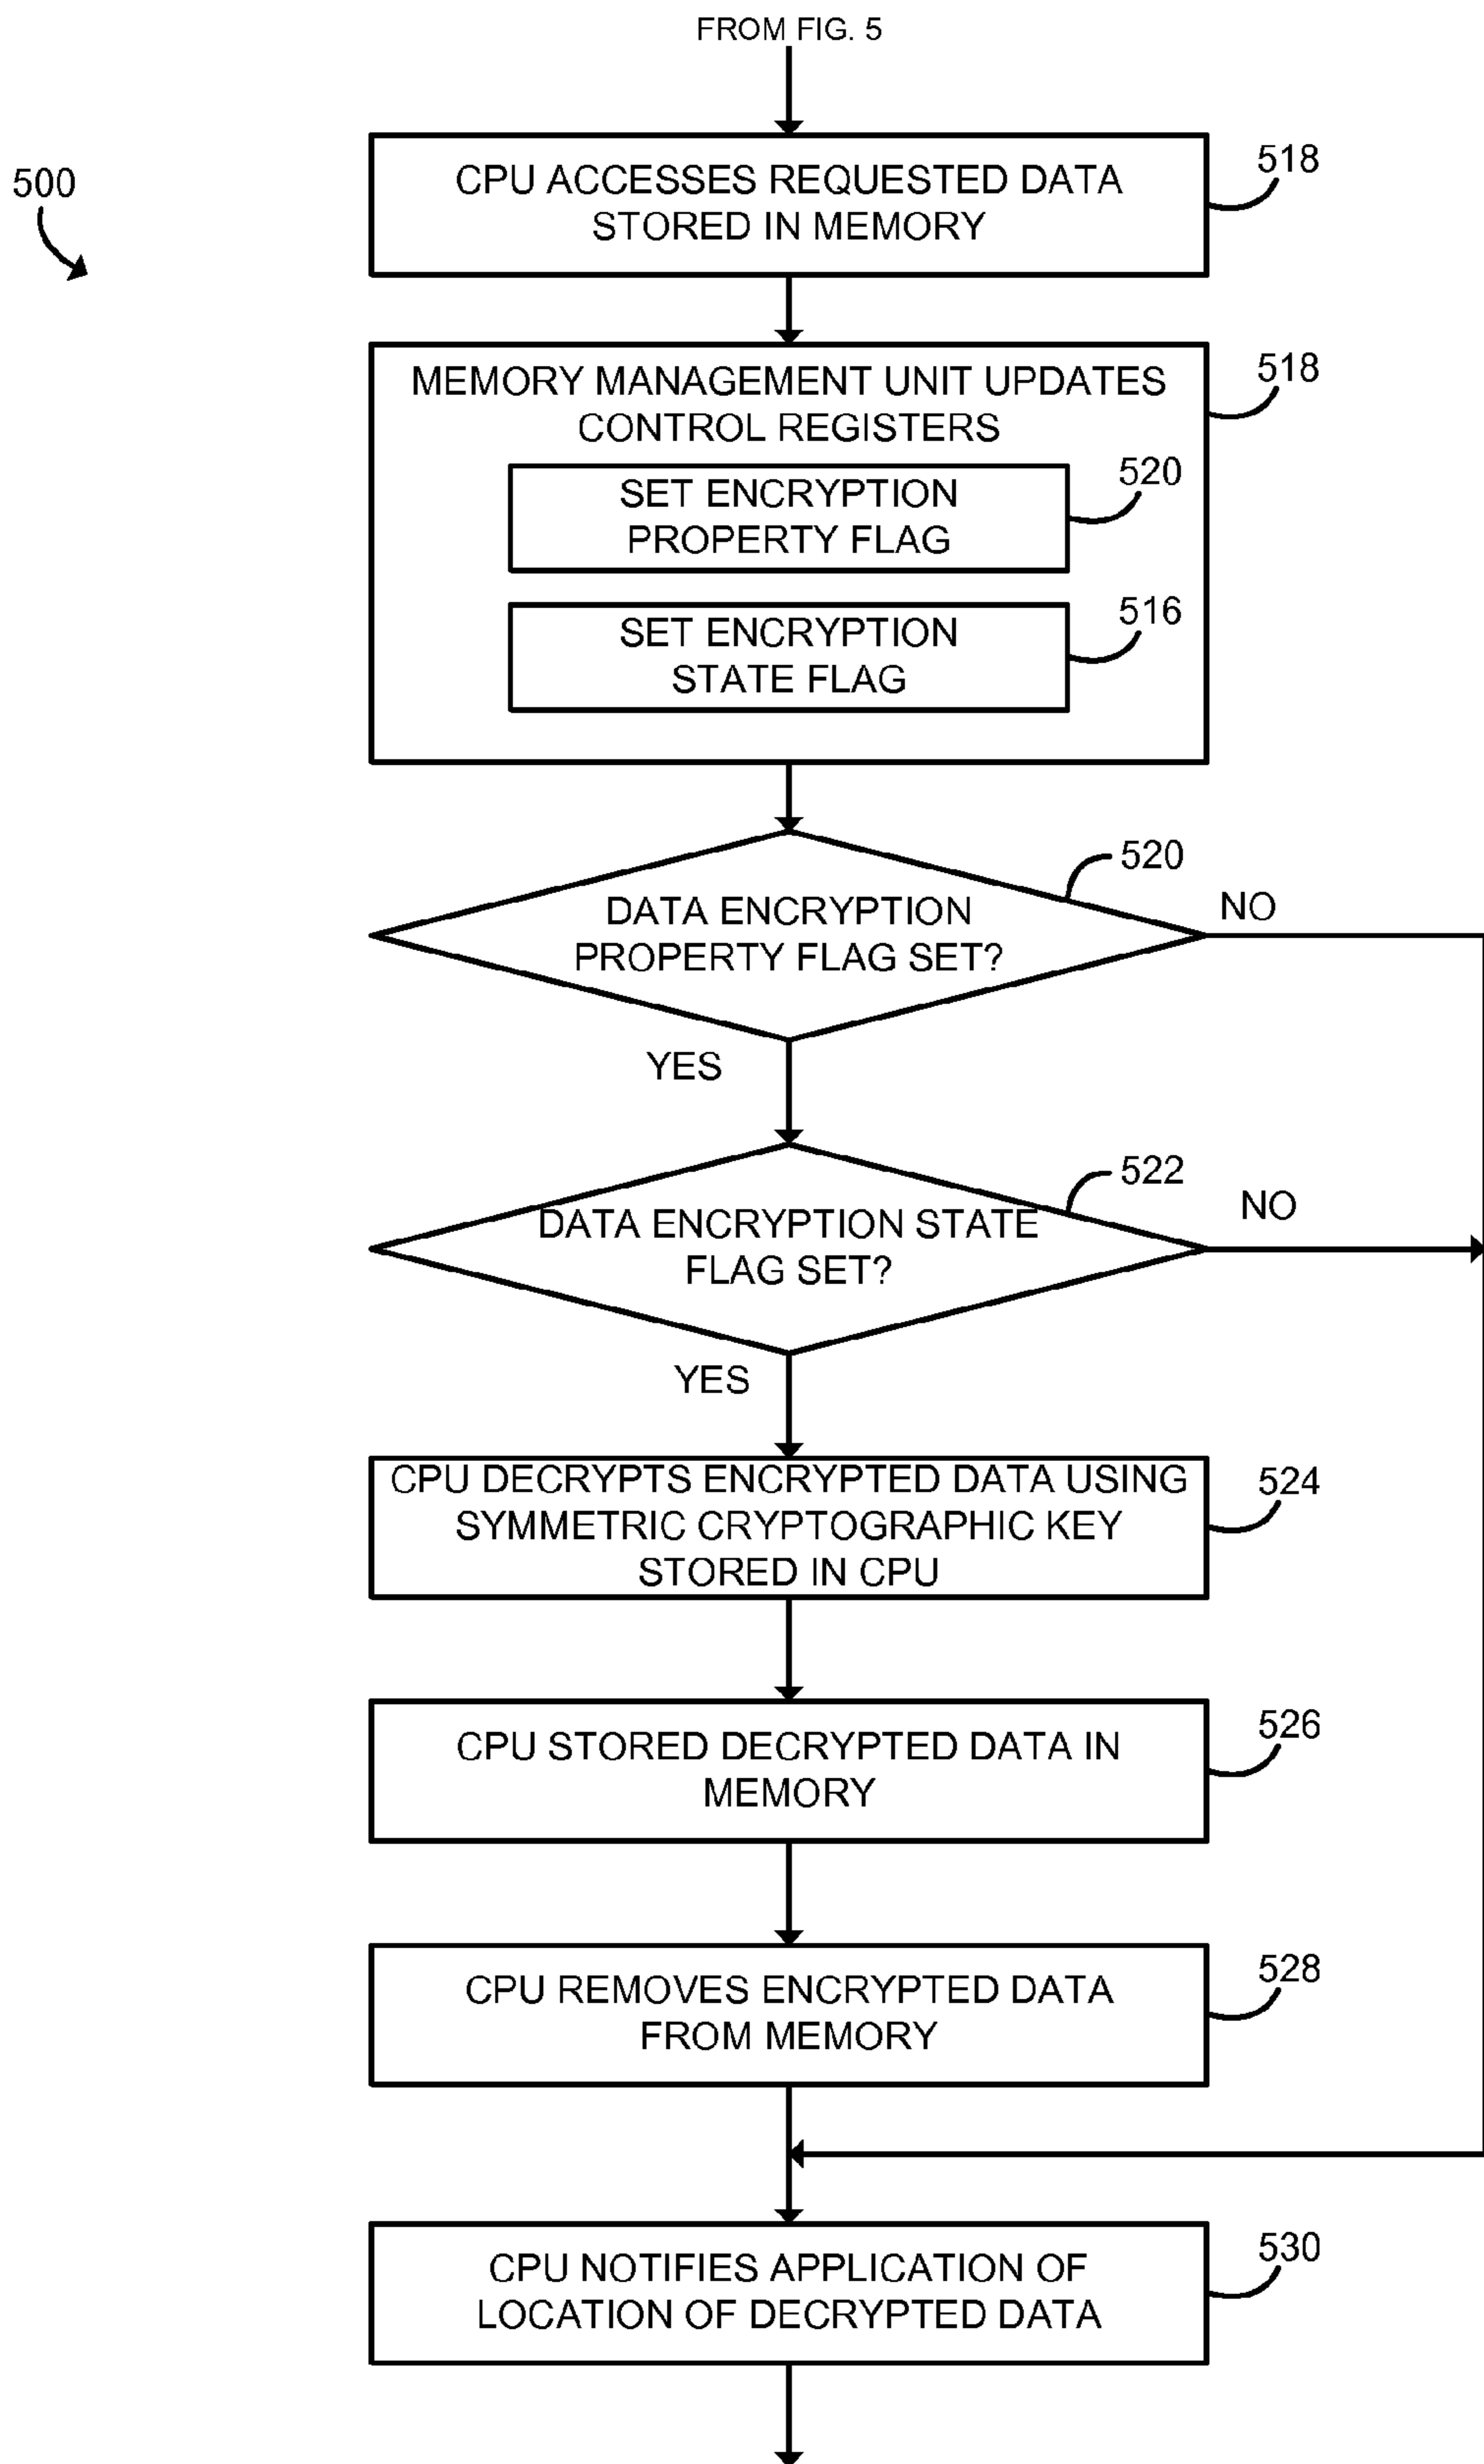 FROM FIG. 5
500
CPU ACCESSES REQUESTED DATA
STORED IN MEMORY
518
MEMORY MANAGEMENT UNIT UPDATES
CONTROL REGISTERS
518
SET ENCRYPTION
PROPERTY FLAG
520
SET ENCRYPTION
STATE FLAG
516
DATA ENCRYPTION
PROPERTY FLAG SET?
520
NO
YES
DATA ENCRYPTION STATE
FLAG SET?
522
NO
YES
CPU DECRYPTS ENCRYPTED DATA USING
SYMMETRIC CRYPTOGRAPHIC KEY
STORED IN CPU
524
CPU STORED DECRYPTED DATA IN
MEMORY
526
CPU REMOVES ENCRYPTED DATA
FROM MEMORY
528
CPU NOTIFIES APPLICATION OF
LOCATION OF DECRYPTED DATA
530